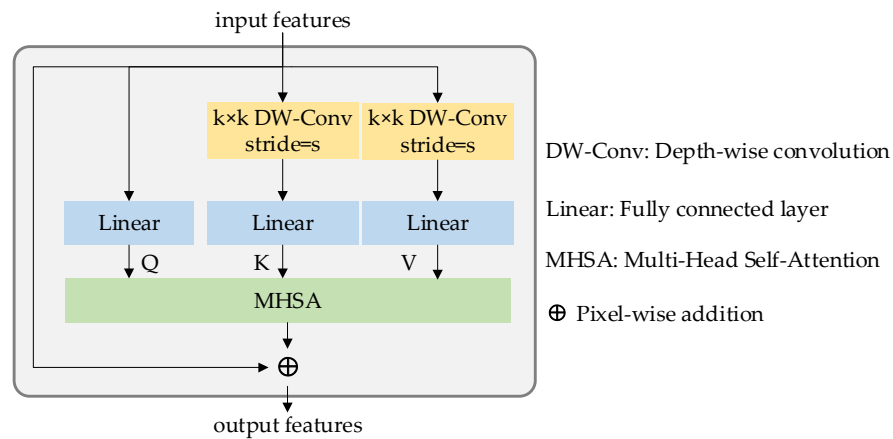 input features
k×k DW-Conv
stride=s
k×k DW-Conv
stride=s
Linear
Linear
Linear
Q
K
V
MHSA
output features
DW-Conv: Depth-wise convolution
Linear: Fully connected layer
MHSA: Multi-Head Self-Attention
⊕ Pixel-wise addition